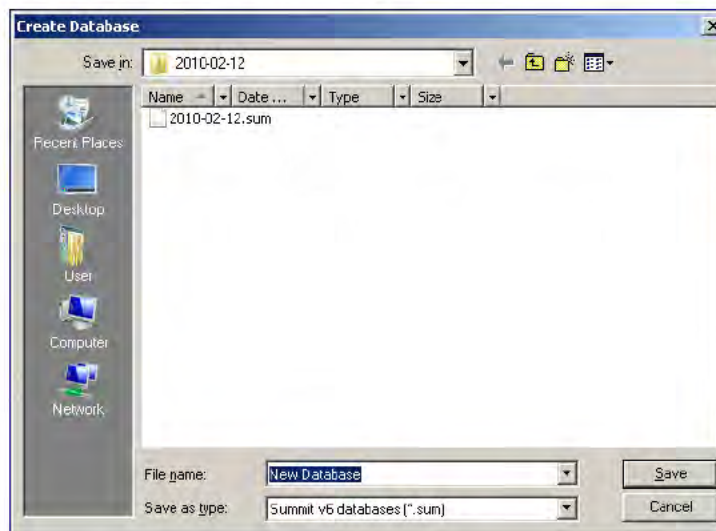 Create Database
Save in: 2010-02-12
Name Date ... Type Size
2010-02-12.sum
Recent Places
Desktop
User
Computer
Network
File name: New Database Save
Save as type: Summit v6 databases (*.sum) Cancel